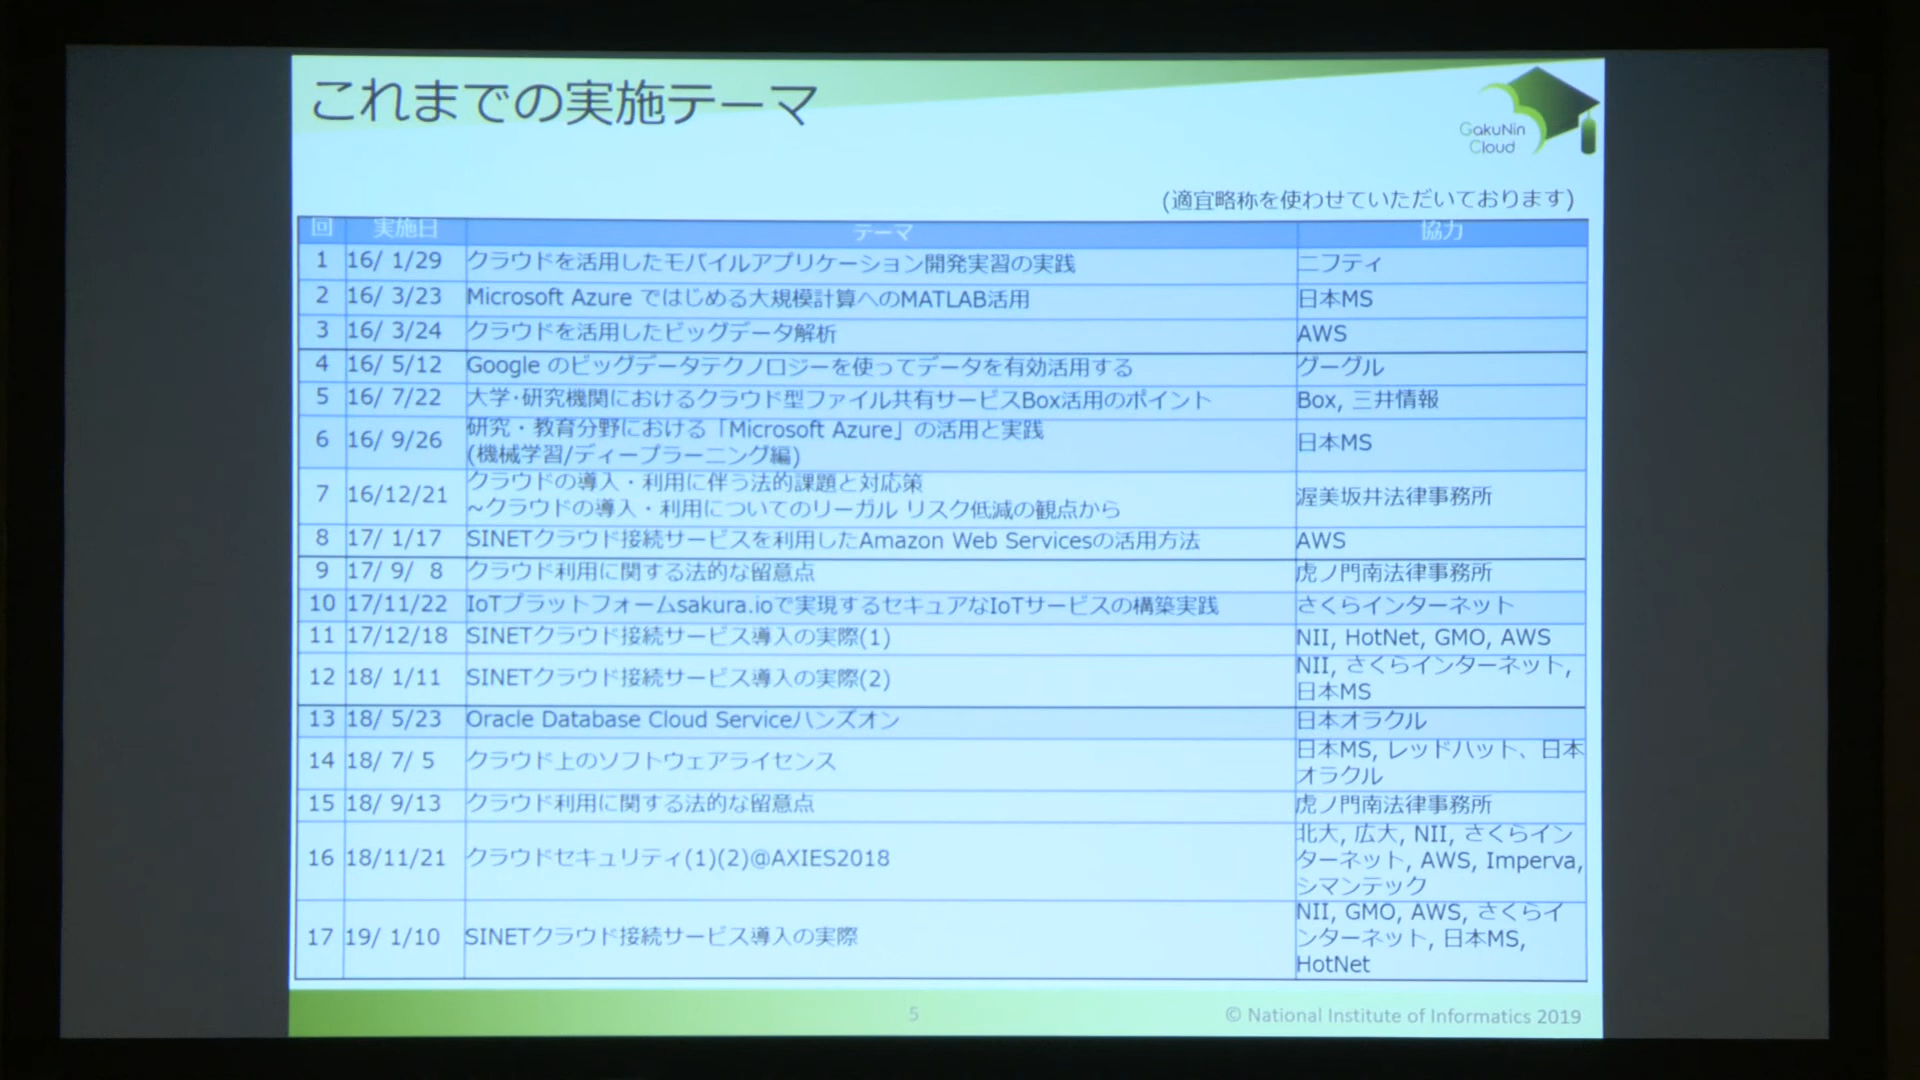 これまでの実施テーマ
GakuNin
Cloud
(適宜略称を使わせていただいております)
回 実施日 テーマ 協力
1 16/ 1/29 クラウドを活用したモバイルアプリケーション開発実習の実践 ニフティ
2 16/ 3/23 Microsoft Azure ではじめる大規模計算へのMATLAB活用 日本MS
3 16/ 3/24 クラウドを活用したビッグデータ解析 AWS
4 16/ 5/12 Google のビッグデータテクノロジーを使ってデータを有効活用する グーグル
5 16/ 7/22 大学･研究機関におけるクラウド型ファイル共有サービスBox活用のポイント Box, 三井情報
6 16/ 9/26 研究・教育分野における「Microsoft Azure」の活用と実践
(機械学習/ディープラーニング編) 日本MS
7 16/12/21 クラウドの導入・利用に伴う法的課題と対応策
~クラウドの導入・利用についてのリーガル リスク低減の観点から 渥美坂井法律事務所
8 17/ 1/17 SINETクラウド接続サービスを利用したAmazon Web Servicesの活用方法 AWS
9 17/ 9/ 8 クラウド利用に関する法的な留意点 虎ノ門南法律事務所
10 17/11/22 IoTプラットフォームsakura.ioで実現するセキュアなIoTサービスの構築実践 さくらインターネット
11 17/12/18 SINETクラウド接続サービス導入の実際(1) NII, HotNet, GMO, AWS
12 18/ 1/11 SINETクラウド接続サービス導入の実際(2) NII, さくらインターネット,
日本MS
13 18/ 5/23 Oracle Database Cloud Serviceハンズオン 日本オラクル
14 18/ 7/ 5 クラウド上のソフトウェアライセンス 日本MS, レッドハット、日本
オラクル
15 18/ 9/13 クラウド利用に関する法的な留意点 虎ノ門南法律事務所
16 18/11/21 クラウドセキュリティ(1)(2)@AXIES2018 北大, 広大, NII, さくらイン
ターネット, AWS, Imperva,
シマンテック
17 19/ 1/10 SINETクラウド接続サービス導入の実際 NII, GMO, AWS, さくらイ
ンターネット, 日本MS,
HotNet
5
© National Institute of Informatics 2019